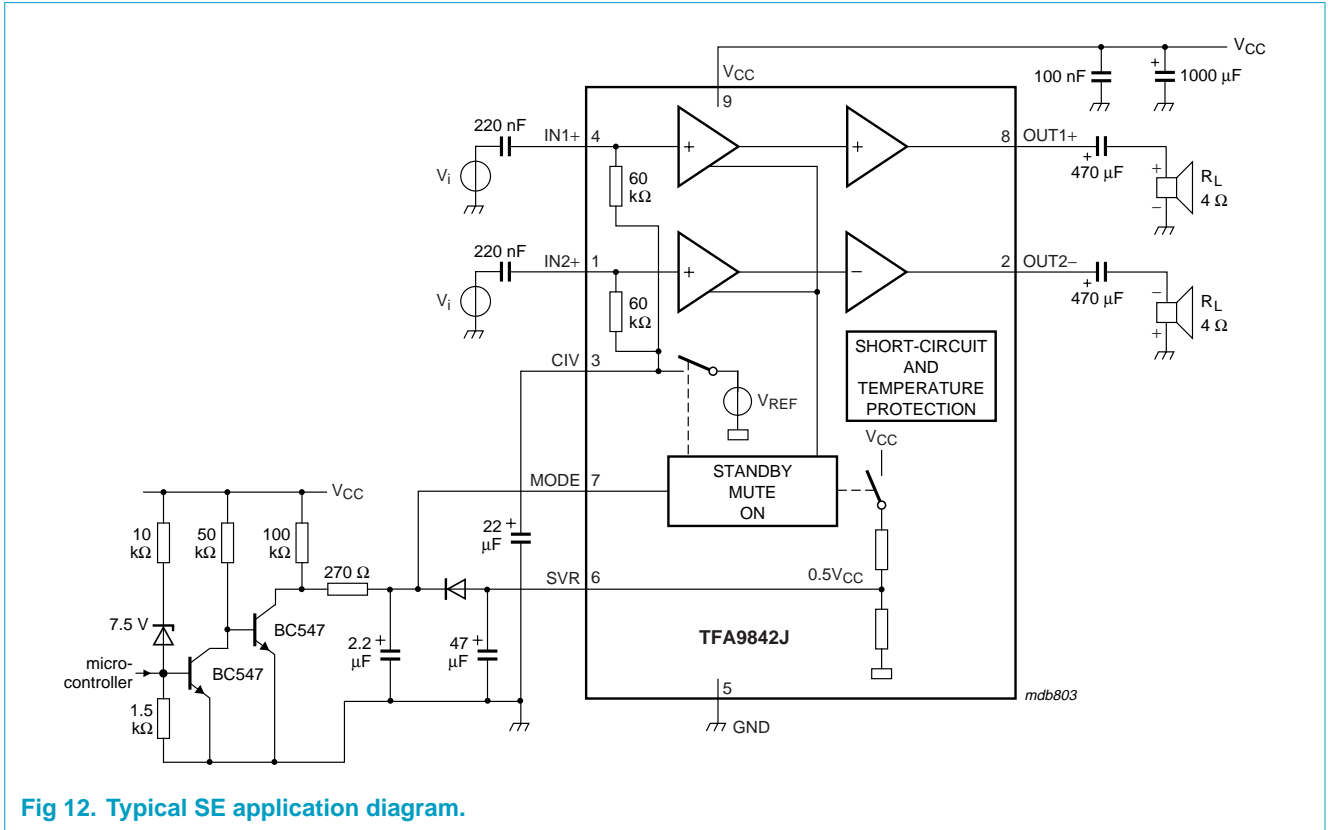 VCC
VCC
9
100 nF
+
1000 μF
220 nF
IN1+ 4
+
+
8 OUT1+
+
470 μF
Vi
60
kΩ
+
−
RL
4 Ω
220 nF
IN2+ 1
+
−
2 OUT2−
+
470 μF
Vi
60
kΩ
−
+
RL
4 Ω
SHORT-CIRCUIT
AND
TEMPERATURE
PROTECTION
CIV 3
VREF
VCC
STANDBY
MUTE
ON
MODE 7
VCC
10
kΩ
50
kΩ
100
kΩ
22
μF
+
270 Ω
SVR 6
0.5VCC
7.5 V
BC547
BC547
micro-
controller
2.2
μF
+
47
μF
+
TFA9842J
1.5
kΩ
5
GND
mdb803
Fig 12. Typical SE application diagram.